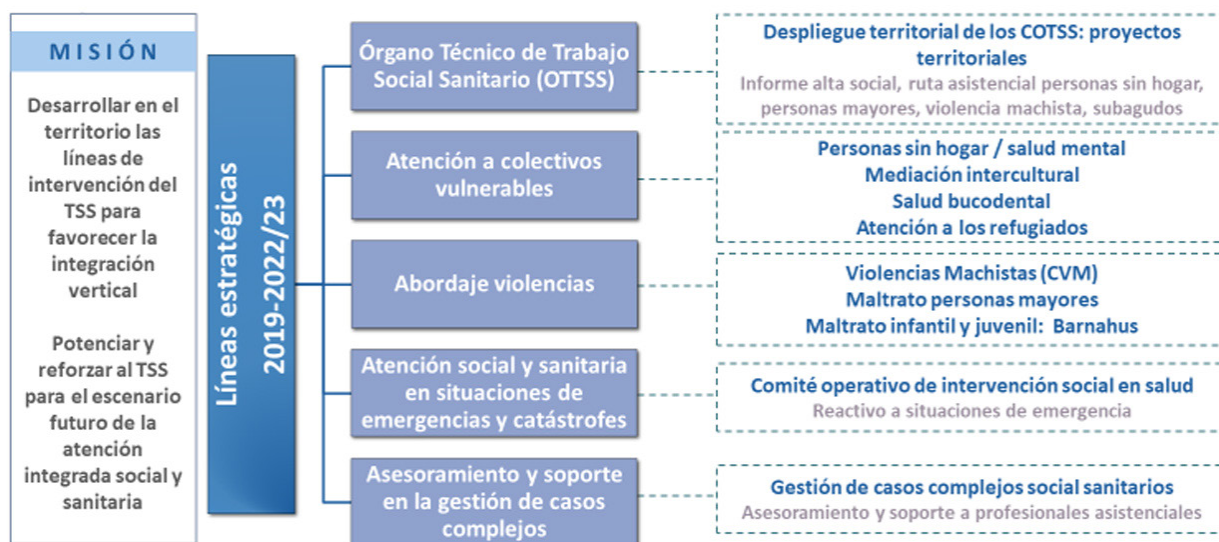 MISIÓN
Desarrollar en el
territorio las
líneas de
intervención del
TSS para
favorecer la
integración
vertical
Potenciar y
reforzar al TSS
para el escenario
futuro de la
atención
integrada social y
sanitaria
Líneas estratégicas
2019-2022/23
Órgano Técnico de Trabajo
Social Sanitario (OTTSS)
Despliegue territorial de los COTSS: proyectos
territoriales
Informe alta social, ruta asistencial personas sin hogar,
personas mayores, violencia machista, subagudos
Atención a colectivos
vulnerables
Personas sin hogar / salud mental
Mediación intercultural
Salud bucodental
Atención a los refugiados
Abordaje violencias
Violencias Machistas (CVM)
Maltrato personas mayores
Maltrato infantil y juvenil: Barnahus
Atención social y sanitaria
en situaciones de
emergencias y catástrofes
Comité operativo de intervención social en salud
Reactivo a situaciones de emergencia
Asesoramiento y soporte
en la gestión de casos
complejos
Gestión de casos complejos social sanitarios
Asesoramiento y soporte a profesionales asistenciales